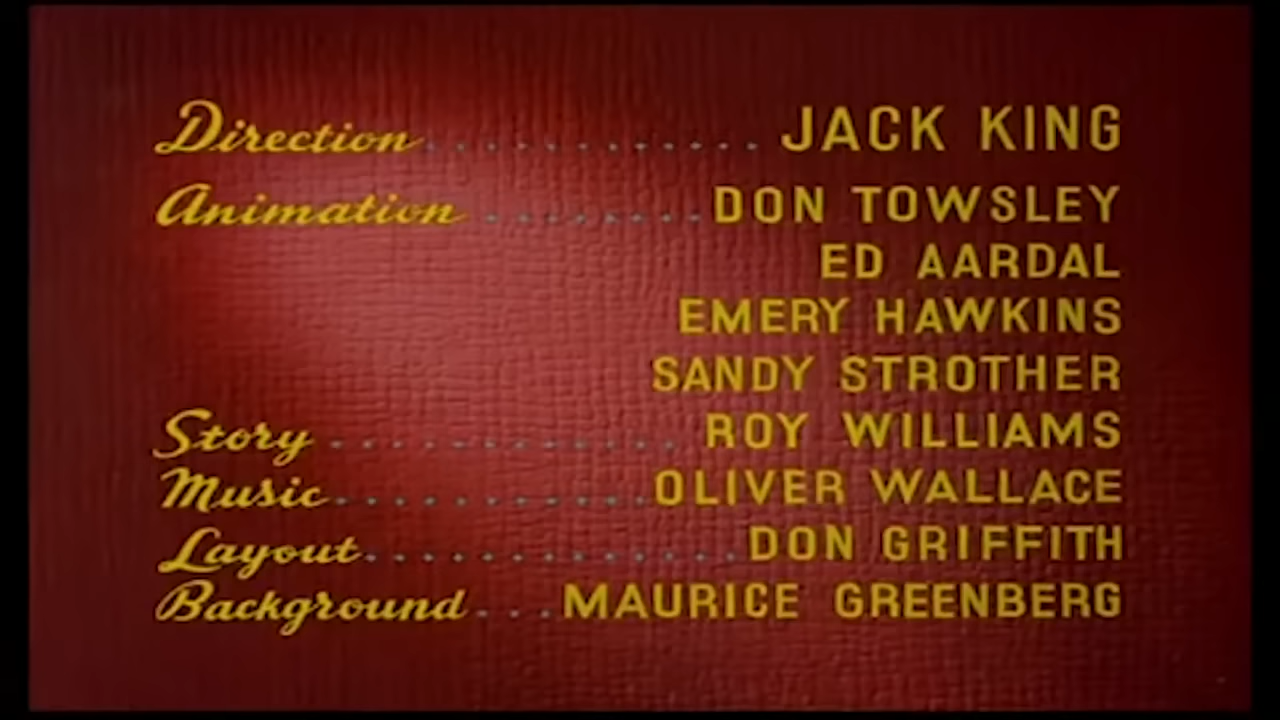 Direction............JACK KING
Animation........DON TOWSLEY
ED AARDAL
EMERY HAWKINS
SANDY STROTHER
Story............ROY WILLIAMS
Music...........OLIVER WALLACE
Layout.............DON GRIFFITH
Background...MAURICE GREENBERG